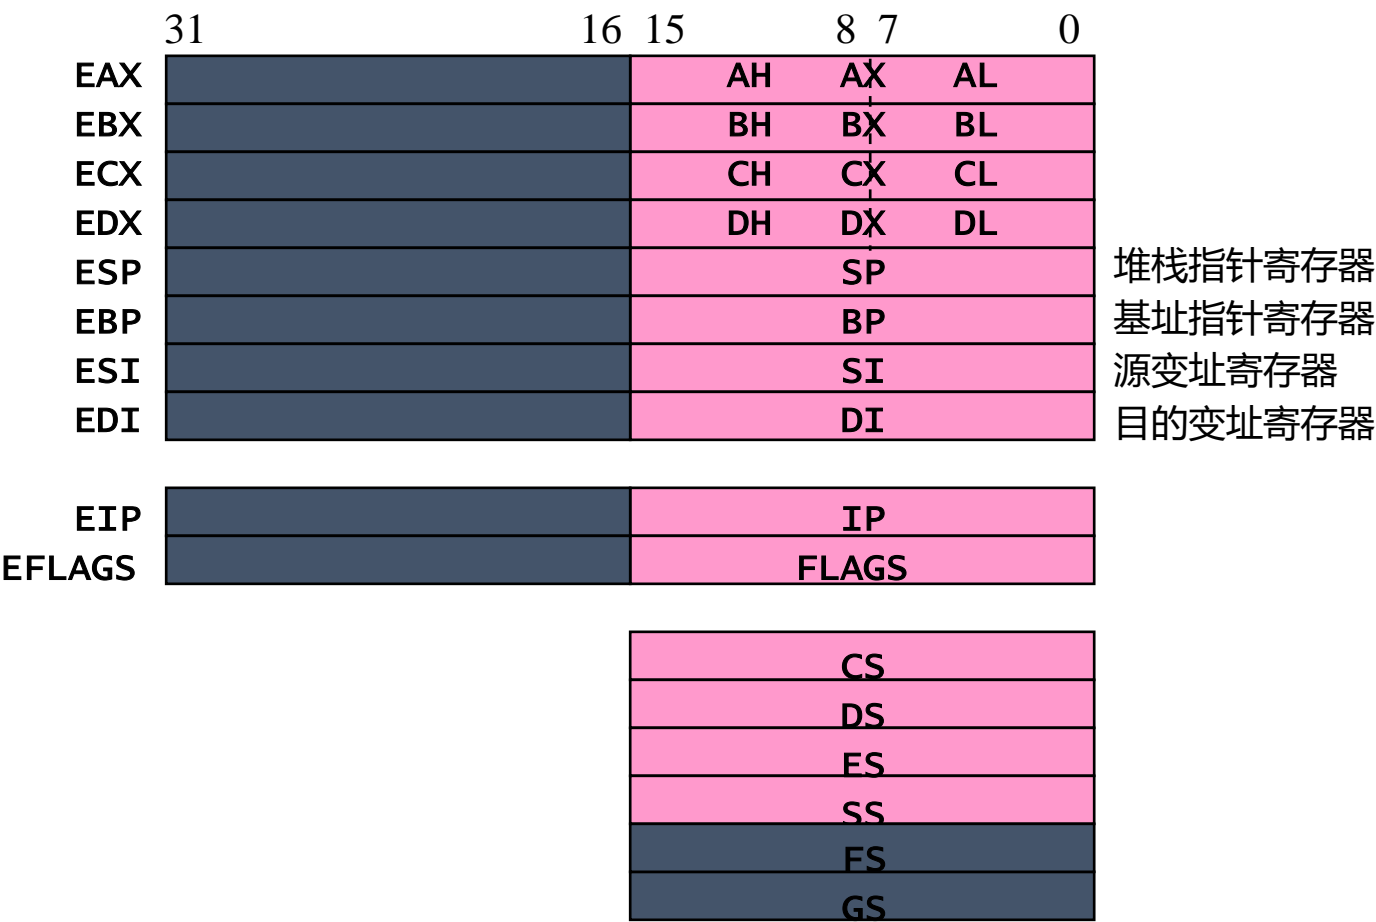 31 16 15 8 7 0
EAX AH AX AL
EBX BH BX BL
ECX CH CX CL
EDX DH DX DL
ESP SP 堆栈指针寄存器
EBP BP 基址指针寄存器
ESI SI 源变址寄存器
EDI DI 目的变址寄存器
EIP IP
EFLAGS FLAGS
CS
DS
ES
SS
FS
GS